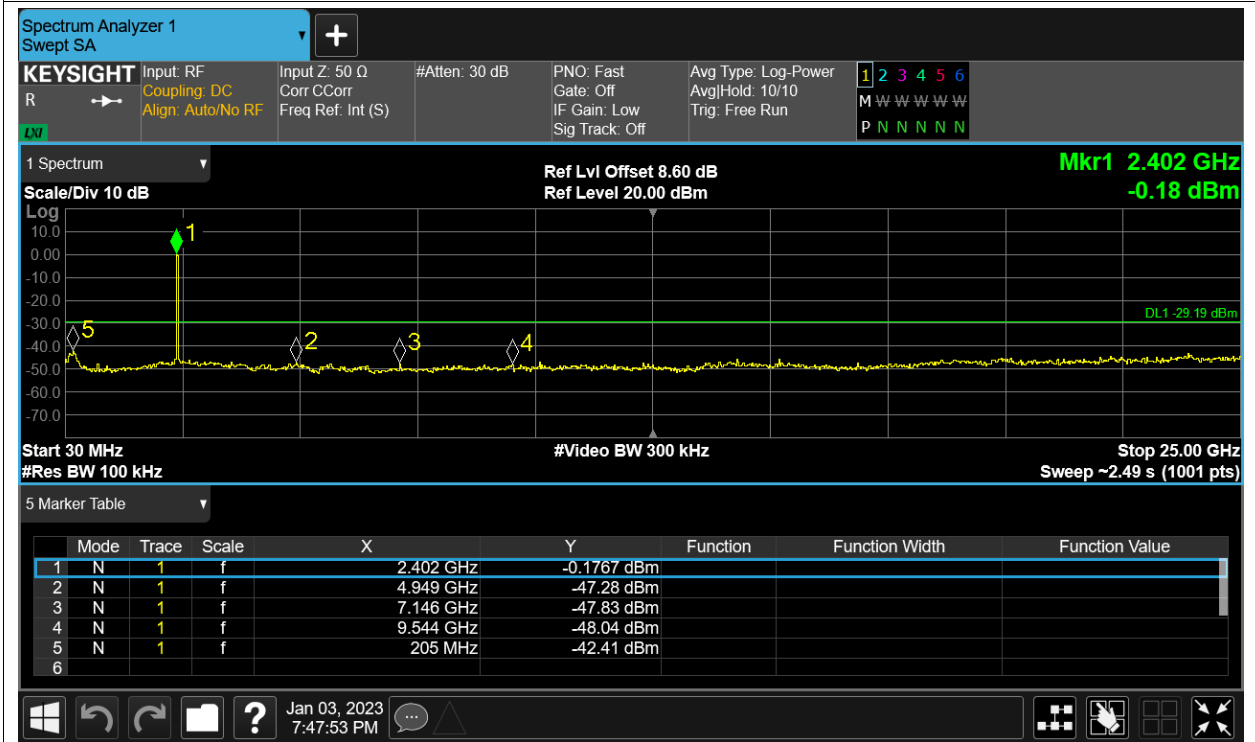 Spectrum Analyzer 1
Swept SA
KEYSIGHT
R
LXI
Input: RF
Coupling: DC
Align: Auto/No RF
Input Z: 50 Ω
Corr CCorr
Freq Ref: Int (S)
#Atten: 30 dB
PNO: Fast
Gate: Off
IF Gain: Low
Sig Track: Off
Avg Type: Log-Power
Avg|Hold: 10/10
Trig: Free Run
1 2 3 4 5 6
M W W W W W
P N N N N N
1 Spectrum
Scale/Div 10 dB
Ref Lvl Offset 8.60 dB
Ref Level 20.00 dBm
Mkr1 2.402 GHz
-0.18 dBm
Log
10.0
0.00
-10.0
-20.0
-30.0
-40.0
-50.0
-60.0
-70.0
1
DL1 -29.19 dBm
5
2
3
4
Start 30 MHz
#Video BW 300 kHz
Stop 25.00 GHz
#Res BW 100 kHz
Sweep ~2.49 s (1001 pts)
5 Marker Table
Mode Trace Scale X Y Function Function Width Function Value
1 N 1 f 2.402 GHz -0.1767 dBm
2 N 1 f 4.949 GHz -47.28 dBm
3 N 1 f 7.146 GHz -47.83 dBm
4 N 1 f 9.544 GHz -48.04 dBm
5 N 1 f 205 MHz -42.41 dBm
6
?
Jan 03, 2023
7:47:53 PM